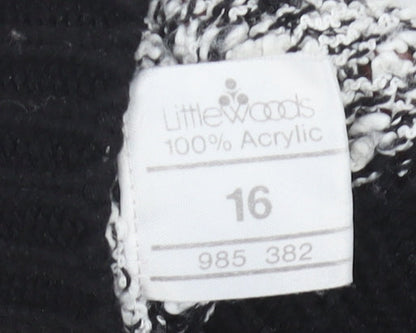 Littlewoods
100% Acrylic
16
985 382